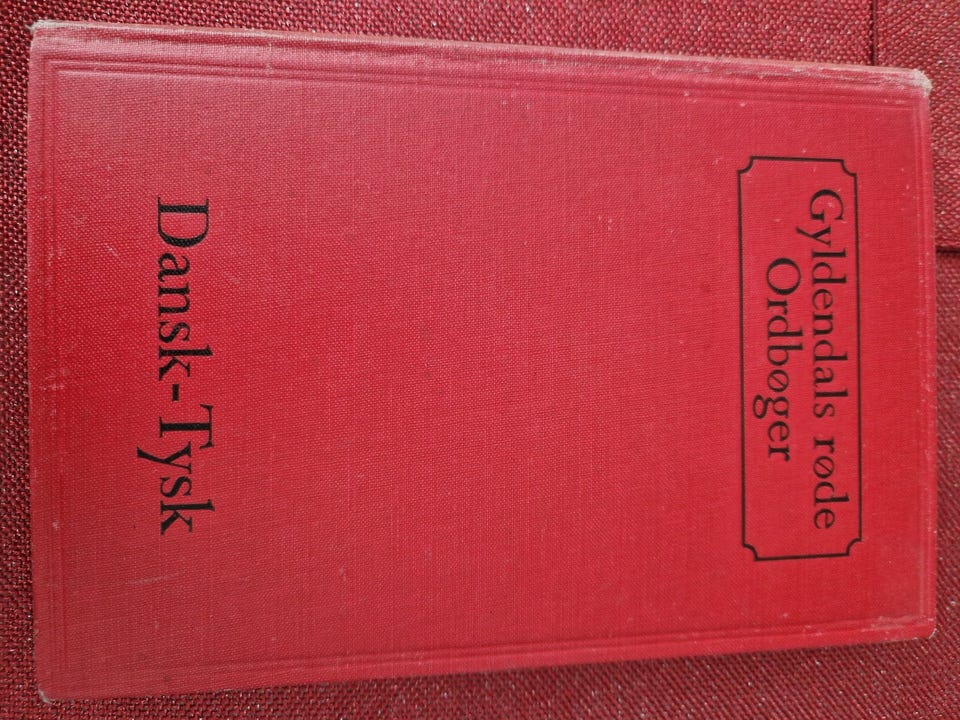 Gyldendals røde
Ordbøger
Dansk-Tysk